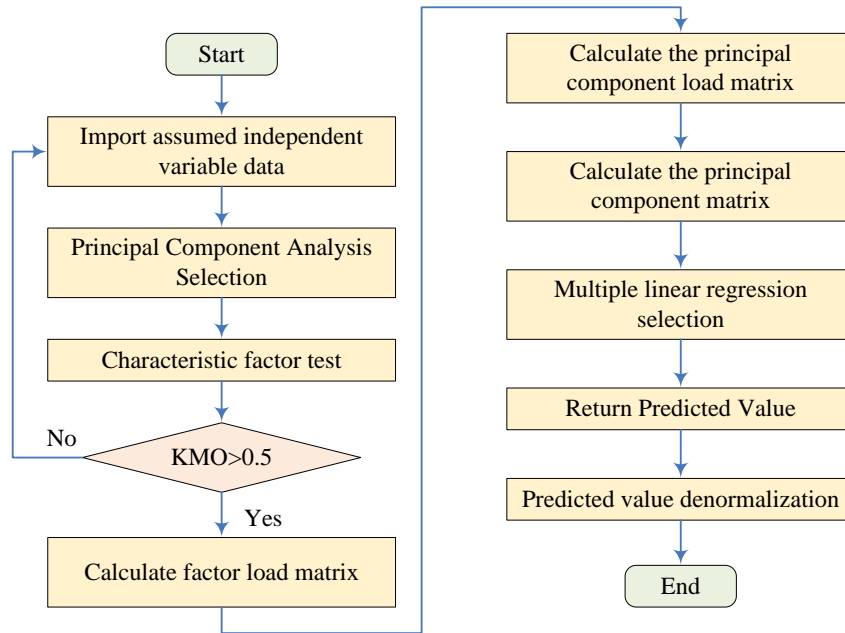 Start
Import assumed independent
variable data
Principal Component Analysis
Selection
Characteristic factor test
KMO>0.5
No
Yes
Calculate factor load matrix
Calculate the principal
component load matrix
Calculate the principal
component matrix
Multiple linear regression
selection
Return Predicted Value
Predicted value denormalization
End